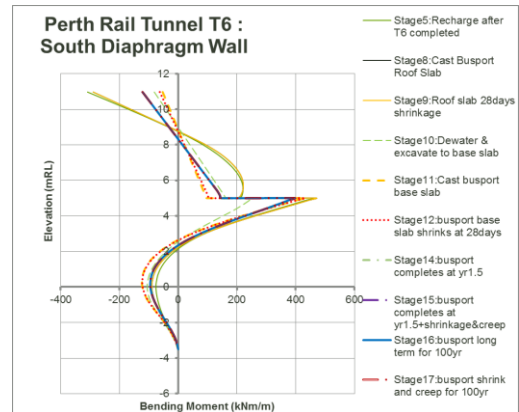 Perth Rail Tunnel T6 :
South Diaphragm Wall
Elevation (mRL)
12
10
8
6
4
2
0
-2
-4
-6
-400
-200
0
200
400
600
Bending Moment (kNm/m)
Stage5:Recharge after
T6 completed
Stage8:Cast Busport
Roof Slab
Stage9:Roof slab 28days
shrinkage
Stage10:Dewater &
excavate to base slab
Stage11:Cast busport
base slab
Stage12:busport base
slab shrinks at 28days
Stage14:busport
completes at yr1.5
Stage15:busport
completes at
yr1.5+shrinkage&creep
Stage16:busport long
term for 100yr
Stage17:busport shrink
and creep for 100yr